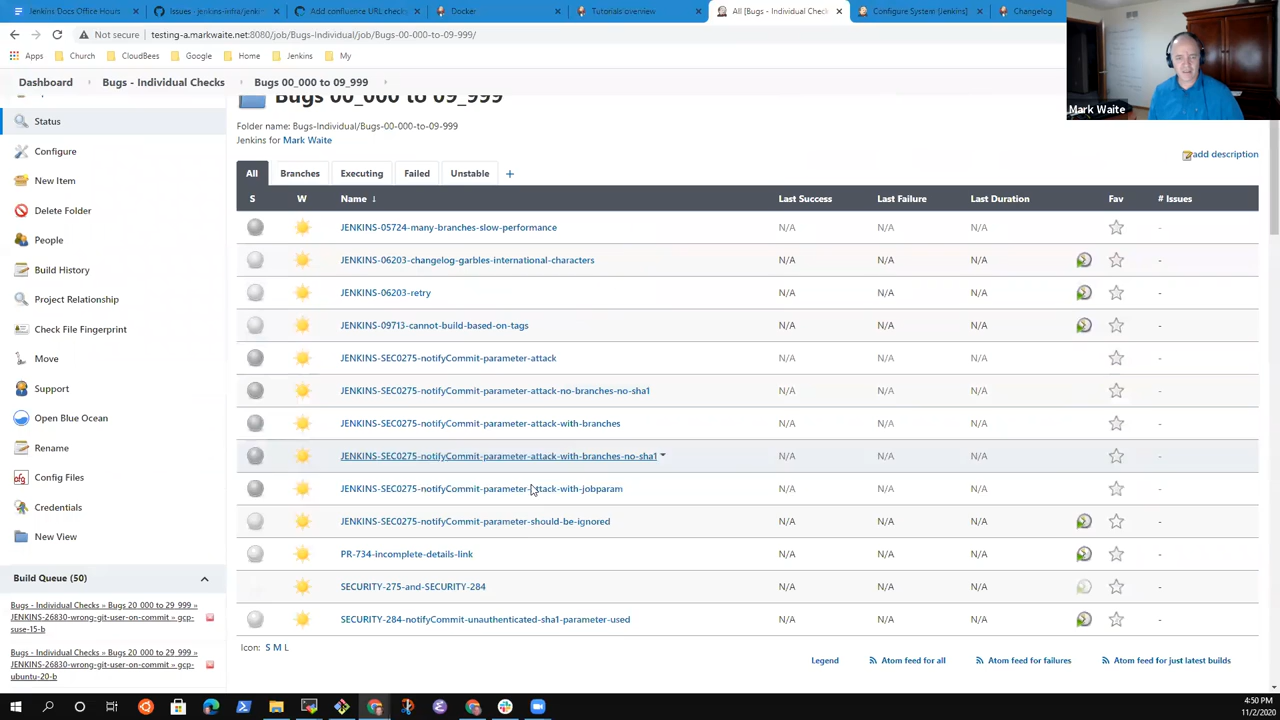 Jenkins Docs Office Hours
Issues · jenkins-infra/jenkins
Add confluence URL checky
Docker
Tutorials overview
All [Bugs - Individual Check
Configure System [Jenkins]
Changelog
Not secure
testing-a.markwaite.net:8080/job/Bugs-Individual/job/Bugs-00-000-to-09-999/
Apps
Church
CloudBees
Google
Home
Jenkins
My
Mark Waite
Dashboard
Bugs - Individual Checks
Bugs 00_000 to 09_999
Bugs 00_000 to 09_999
Folder name: Bugs-Individual/Bugs-00-000-to-09-999
Jenkins for Mark Waite
add description
Status
Configure
New Item
Delete Folder
People
Build History
Project Relationship
Check File Fingerprint
Move
Support
Open Blue Ocean
Rename
Config Files
Credentials
New View
Build Queue (50)
Bugs - Individual Checks » Bugs 20_000 to 29_999 »
JENKINS-26830-wrong-git-user-on-commit » gcp-
suse-15-b
Bugs - Individual Checks » Bugs 20_000 to 29_999 »
JENKINS-26830-wrong-git-user-on-commit » gcp-
ubuntu-20-b
All
Branches
Executing
Failed
Unstable
+
S W Name ↓ Last Success Last Failure Last Duration Fav # Issues
JENKINS-05724-many-branches-slow-performance N/A N/A N/A -
JENKINS-06203-changelog-garbles-international-characters N/A N/A N/A -
JENKINS-06203-retry N/A N/A N/A -
JENKINS-09713-cannot-build-based-on-tags N/A N/A N/A -
JENKINS-SEC0275-notifyCommit-parameter-attack N/A N/A N/A -
JENKINS-SEC0275-notifyCommit-parameter-attack-no-branches-no-sha1 N/A N/A N/A -
JENKINS-SEC0275-notifyCommit-parameter-attack-with-branches N/A N/A N/A -
JENKINS-SEC0275-notifyCommit-parameter-attack-with-branches-no-sha1 N/A N/A N/A -
JENKINS-SEC0275-notifyCommit-parameter-attack-with-jobparam N/A N/A N/A -
JENKINS-SEC0275-notifyCommit-parameter-should-be-ignored N/A N/A N/A -
PR-734-incomplete-details-link N/A N/A N/A -
SECURITY-275-and-SECURITY-284 N/A N/A N/A -
SECURITY-284-notifyCommit-unauthenticated-sha1-parameter-used N/A N/A N/A -
Icon: S M L
Legend
Atom feed for all
Atom feed for failures
Atom feed for just latest builds
4:50 PM
11/2/2020